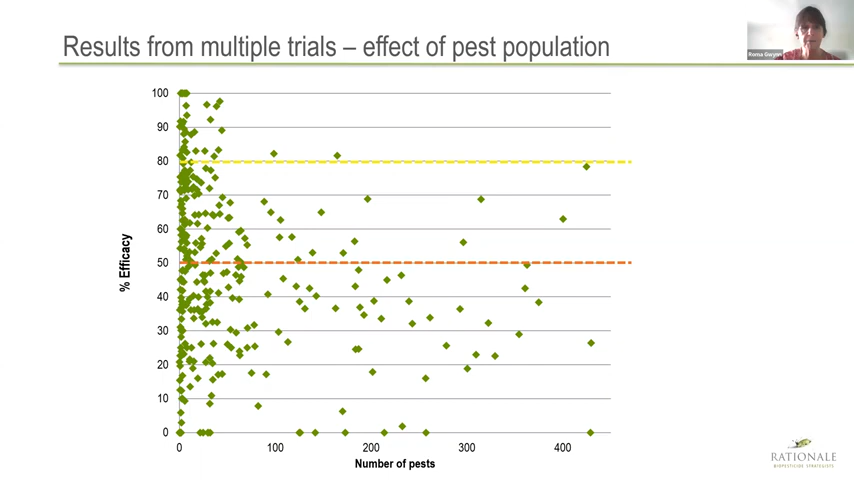 Results from multiple trials – effect of pest population
Roma Gwynn
100
90
80
70
60
50
40
30
20
10
0
% Efficacy
0 100 200 300 400
Number of pests
RATIONALE
BIOPESTICIDE STRATEGISTS